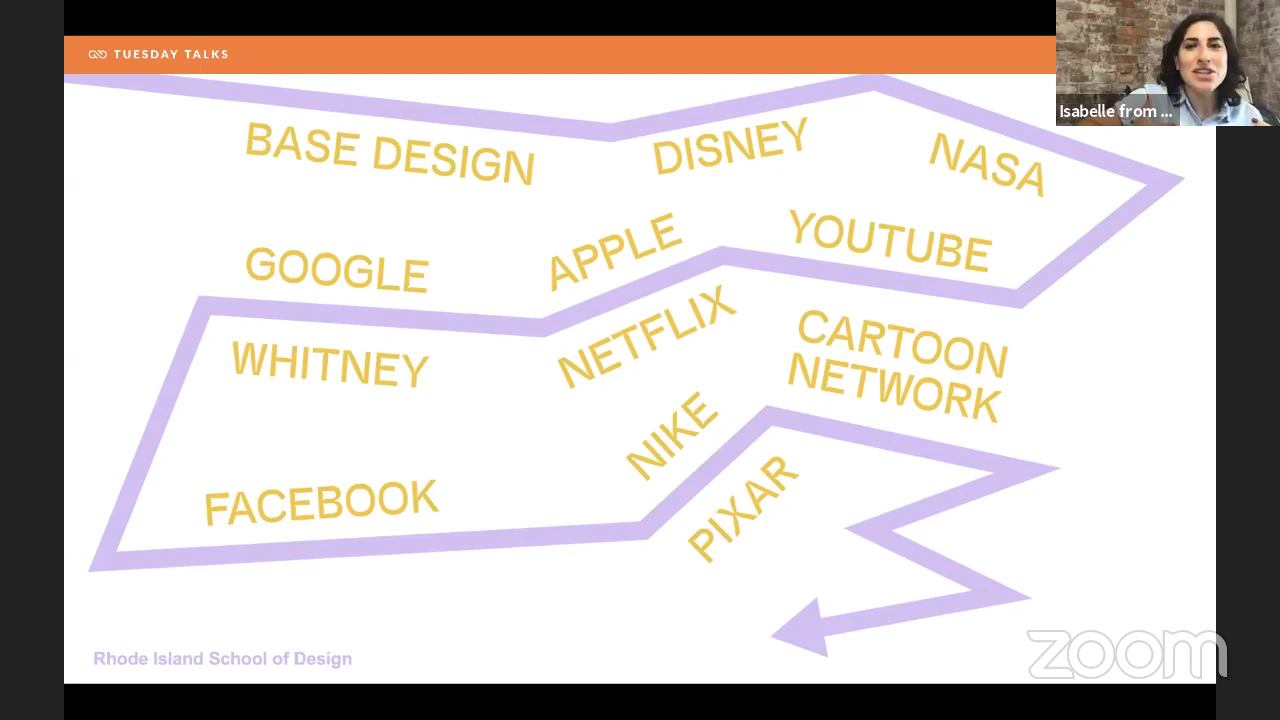 TUESDAY TALKS
Isabelle from ...
BASE DESIGN
DISNEY
NASA
GOOGLE
APPLE
YOUTUBE
WHITNEY
NETFLIX
CARTOON
NETWORK
NIKE
FACEBOOK
PIXAR
Rhode Island School of Design
zoom